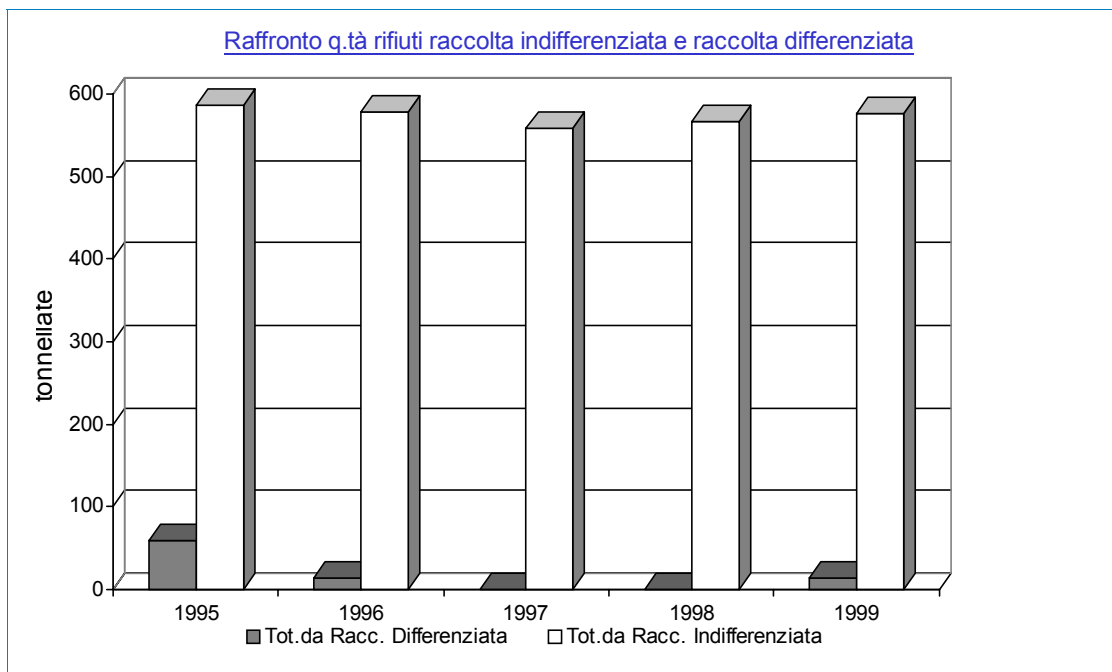 Raffronto q.tà rifiuti raccolta indifferenziata e raccolta differenziata
600
500
400
300
200
100
0
tonnellate
1995 1996 1997 1998 1999
Tot.da Racc. Differenziata Tot.da Racc. Indifferenziata